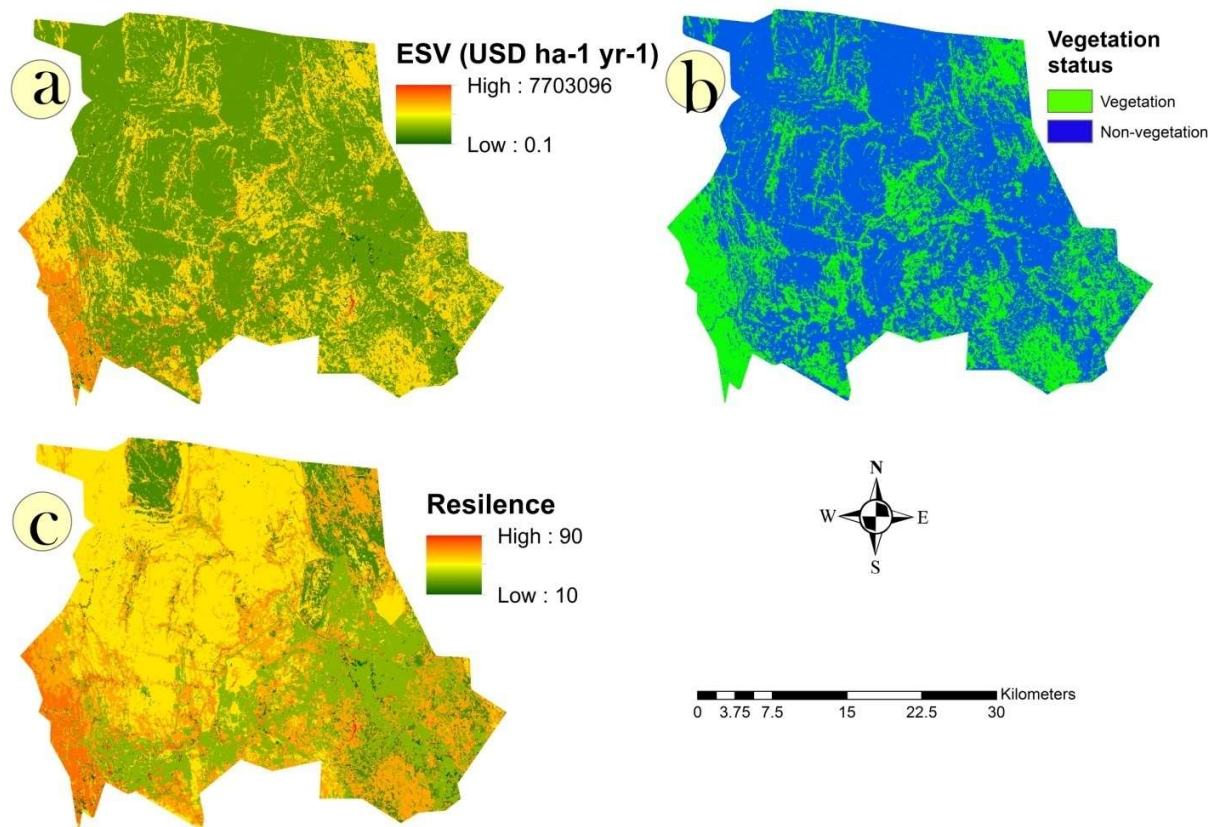 a
ESV (USD ha-1 yr-1)
High : 7703096
Low : 0.1
b
Vegetation
status
Vegetation
Non-vegetation
c
Resilence
High : 90
Low : 10
N
W
E
S
Kilometers
0 3.75 7.5 15 22.5 30